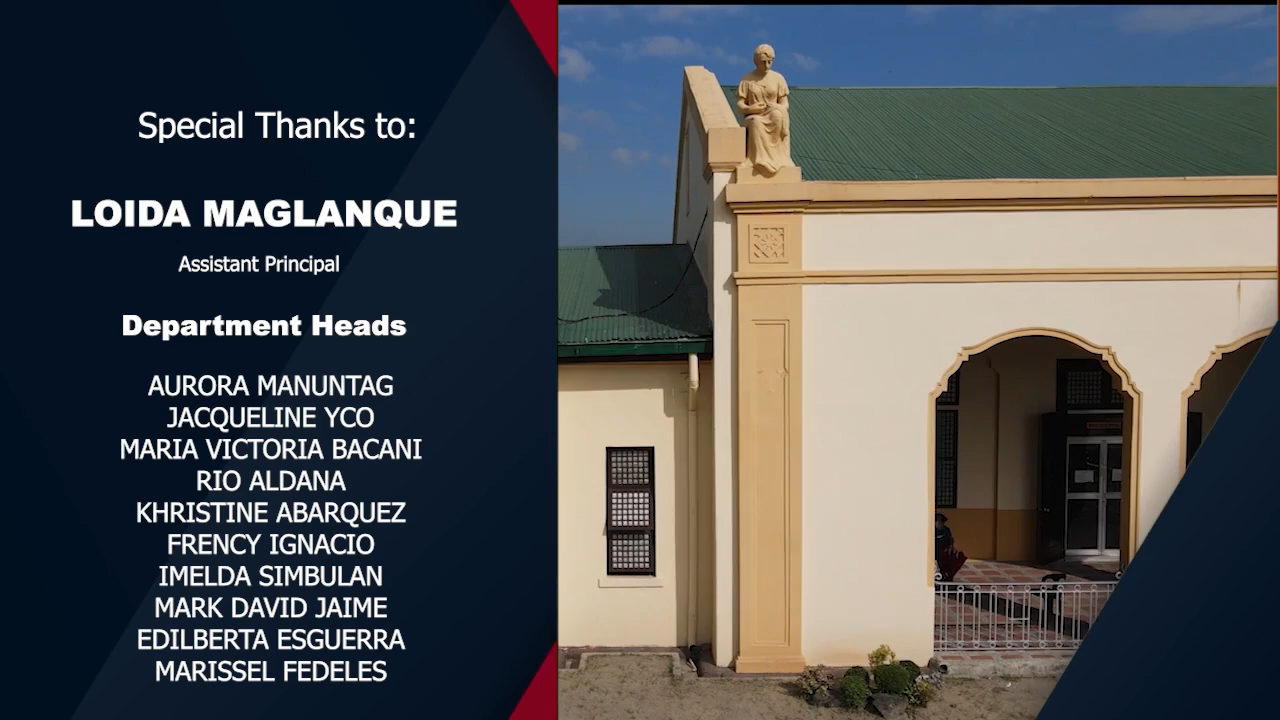 Special Thanks to:
LOIDA MAGLANQUE
Assistant Principal
Department Heads
AURORA MANUNTAG
JACQUELINE YCO
MARIA VICTORIA BACANI
RIO ALDANA
KHRISTINE ABARQUEZ
FRENCY IGNACIO
IMELDA SIMBULAN
MARK DAVID JAIME
EDILBERTA ESGUERRA
MARISSEL FEDELES